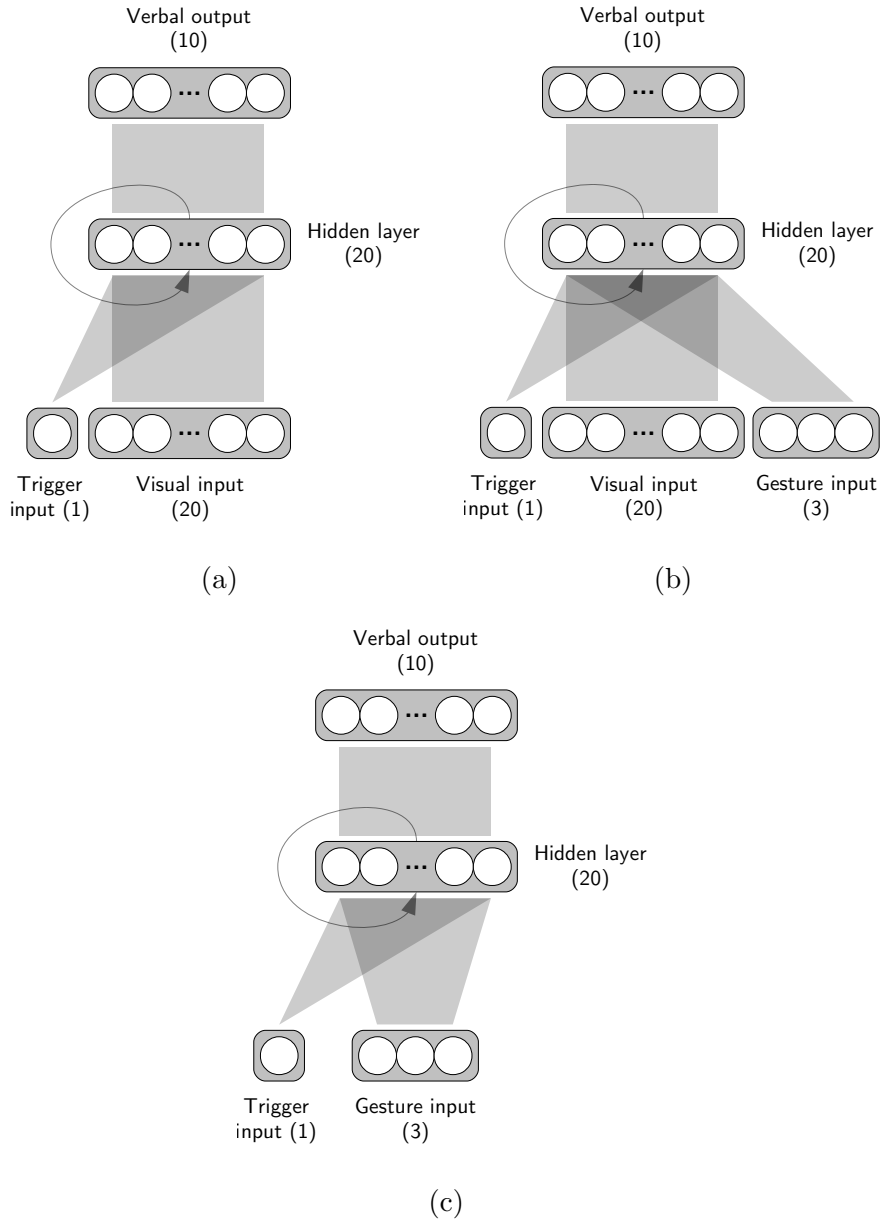 Verbal output
(10)
...
Hidden layer
(20)
...
Trigger
input (1)
Visual input
(20)
...
(a)
Verbal output
(10)
...
Hidden layer
(20)
...
Trigger
input (1)
Visual input
(20)
...
Gesture input
(3)
(b)
Verbal output
(10)
...
Hidden layer
(20)
...
Trigger
input (1)
Gesture input
(3)
(c)